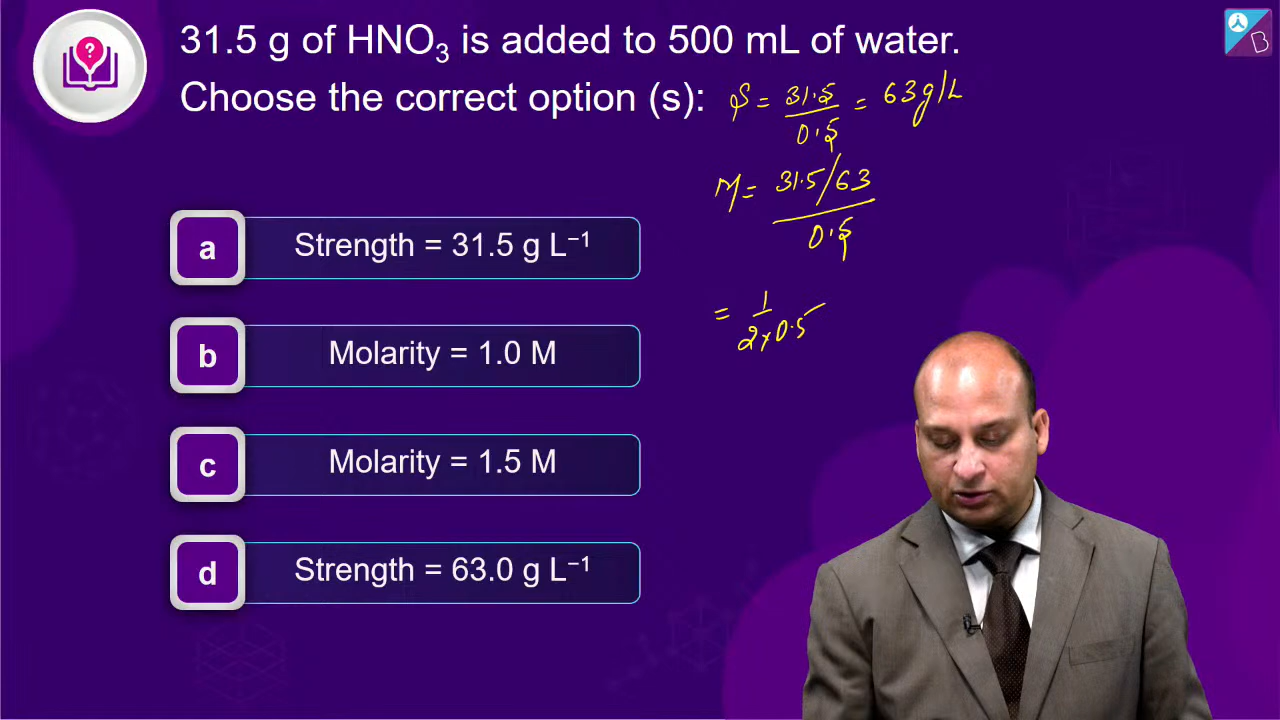 31.5 g of HNO₃ is added to 500 mL of water.
Choose the correct option (s):
S = 31.5 / 0.5 = 63g/L
M = 31.5/63 / 0.5
= 1 / 2×0.5
a Strength = 31.5 g L⁻¹
b Molarity = 1.0 M
c Molarity = 1.5 M
d Strength = 63.0 g L⁻¹
B